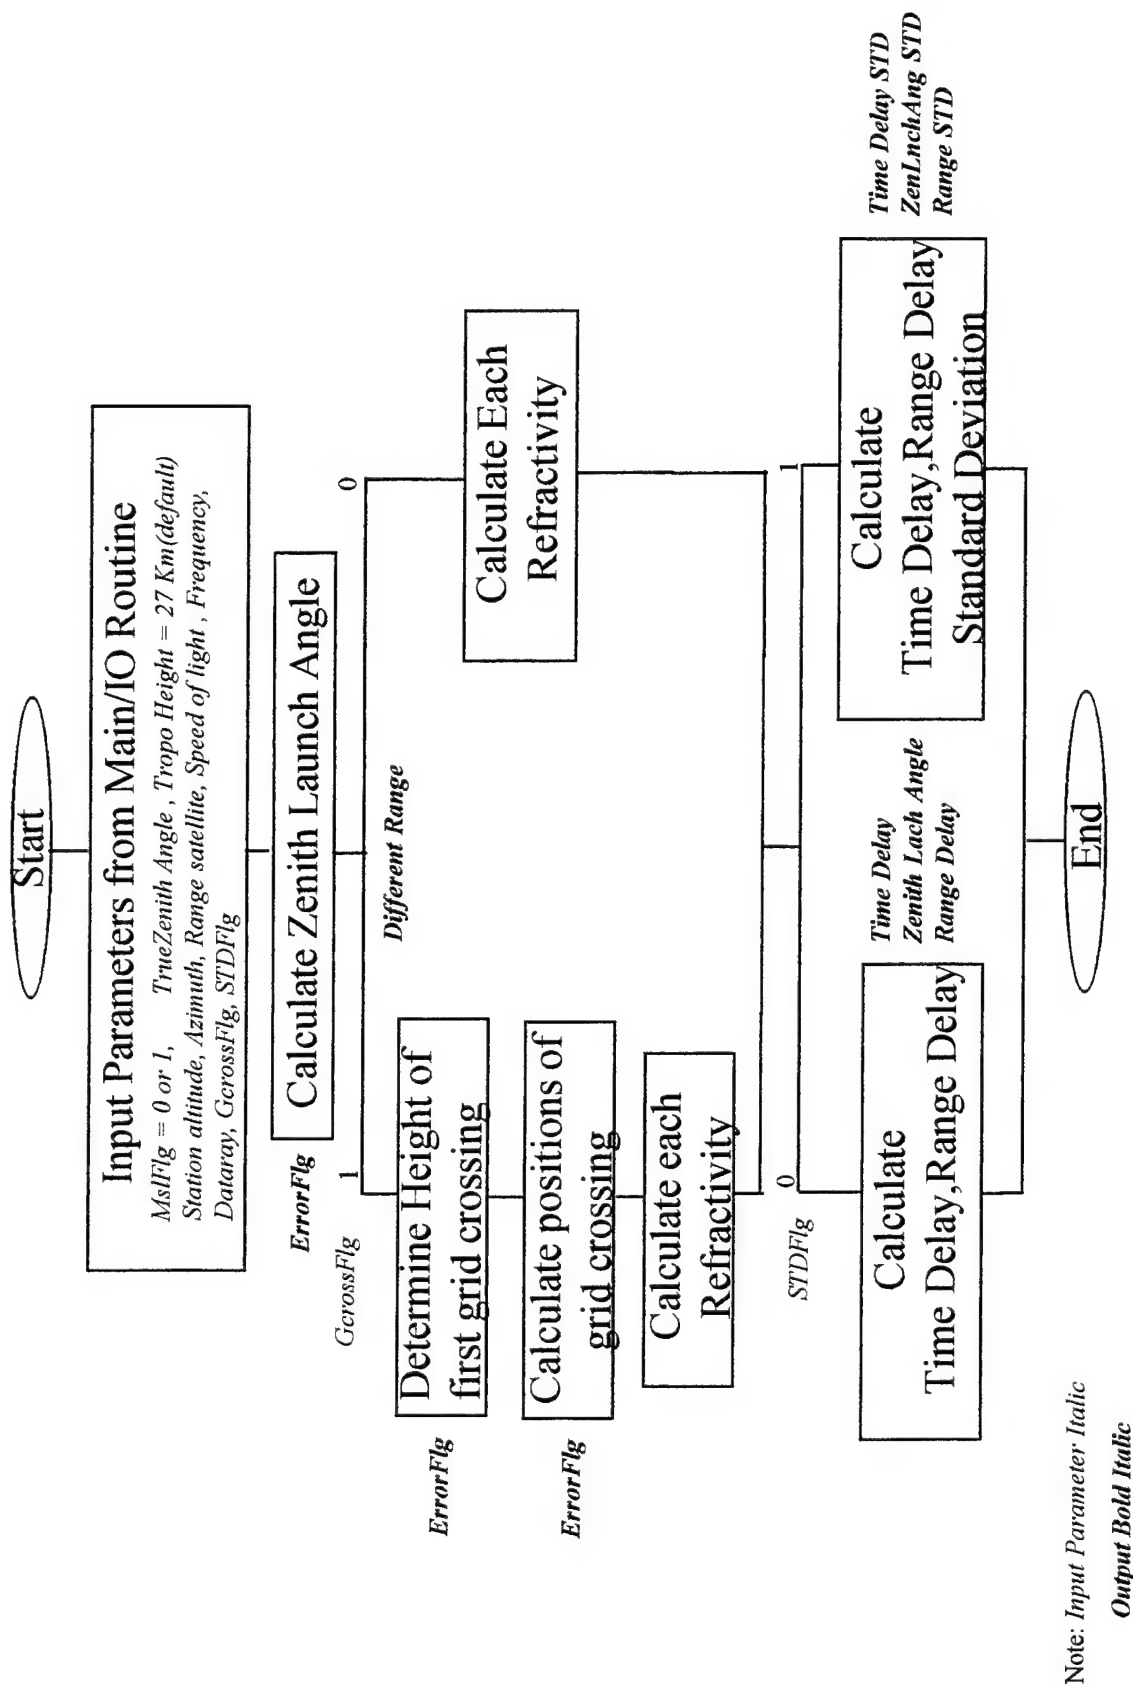 Start
Input Parameters from Main/IO Routine
MslFlg = 0 or 1, TrueZenith Angle , Tropo Height = 27 Km(default)
Station altitude, Azimuth, Range satellite, Speed of light , Frequency,
Dataray, GcrossFlg, STDFlg
ErrorFlg
Calculate Zenith Launch Angle
GcrossFlg
1
0
Different Range
ErrorFlg
Determine Height of
first grid crossing
ErrorFlg
Calculate positions of
grid crossing
Calculate each
Refractivity
Calculate Each
Refractivity
STDFlg
0
1
Calculate
Time Delay,Range Delay
Time Delay
Zenith Lach Angle
Range Delay
Calculate
Time Delay,Range Delay
Standard Deviation
Time Delay STD
ZenLnchAng STD
Range STD
End
Note: Input Parameter Italic
Output Bold Italic